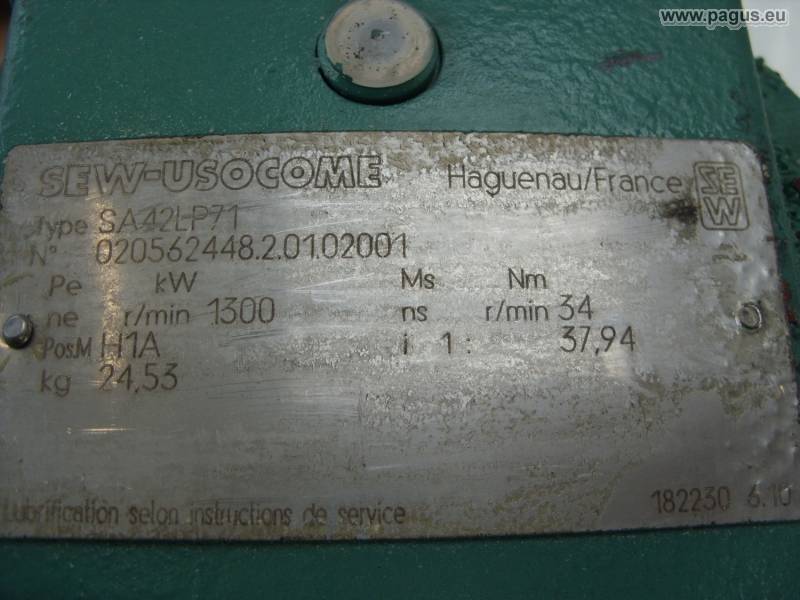 www.pagus.eu
SEW-USOCOME Haguenau/France SEW
Type SA42LP71
N° 020562448.2.01.02001
Pe kW Ms Nm
ne r/min 1300 ns r/min 34
Pos.M H1A i 1: 37,94
kg 24,53
Lubrification selon instructions de service 182230 6.10